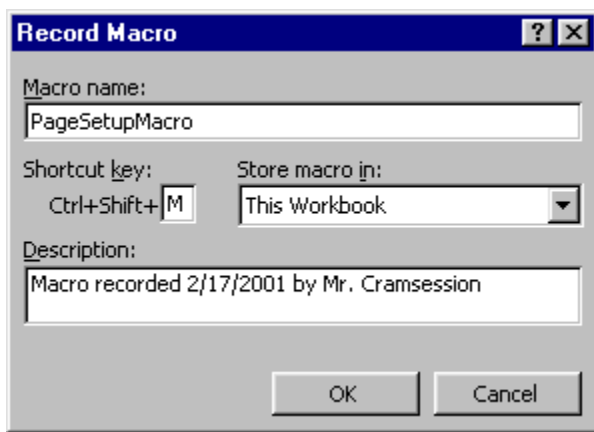 Record Macro
Macro name:
PageSetupMacro
Shortcut key: Store macro in:
Ctrl+Shift+ M This Workbook
Description:
Macro recorded 2/17/2001 by Mr. Cramsession
OK Cancel